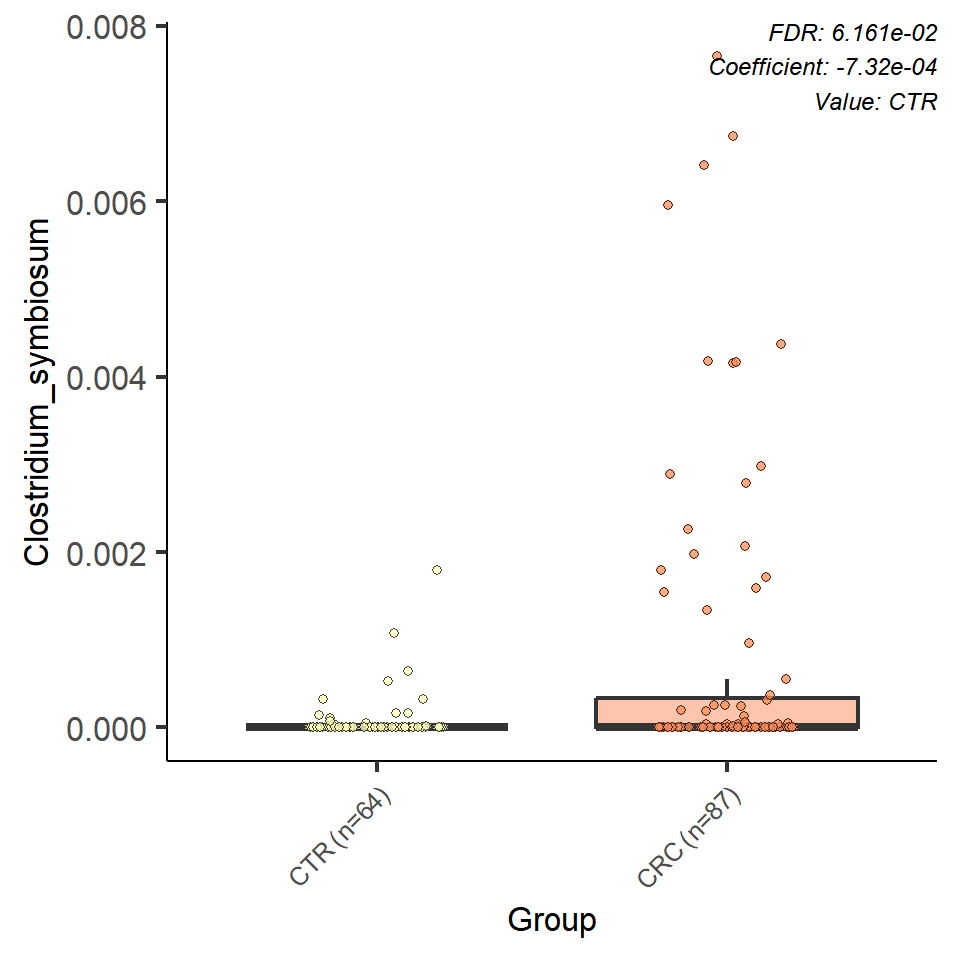 FDR: 6.161e-02
Coefficient: -7.32e-04
Value: CTR
Clostridium_symbiosum
0.008
0.006
0.004
0.002
0.000
CTR (n=64)
CRC (n=87)
Group